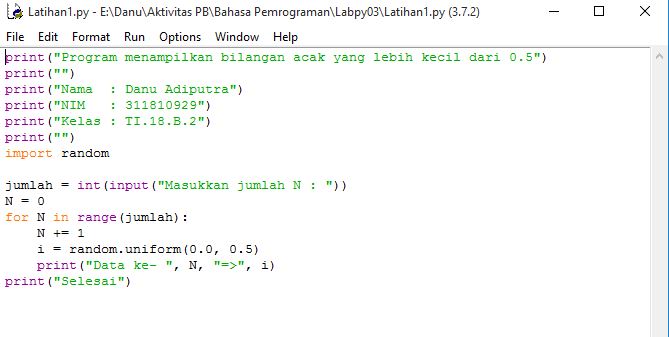 Latihan1.py - E:\Danu\Aktivitas PB\Bahasa Pemrograman\Labpy03\Latihan1.py (3.7.2)
File Edit Format Run Options Window Help
print("Program menampilkan bilangan acak yang lebih kecil dari 0.5")
print("")
print("Nama  : Danu Adiputra")
print("NIM   : 311810929")
print("Kelas : TI.18.B.2")
print("")
import random

jumlah = int(input("Masukkan jumlah N : "))
N = 0
for N in range(jumlah):
    N += 1
    i = random.uniform(0.0, 0.5)
    print("Data ke- ", N, "=>", i)
print("Selesai")